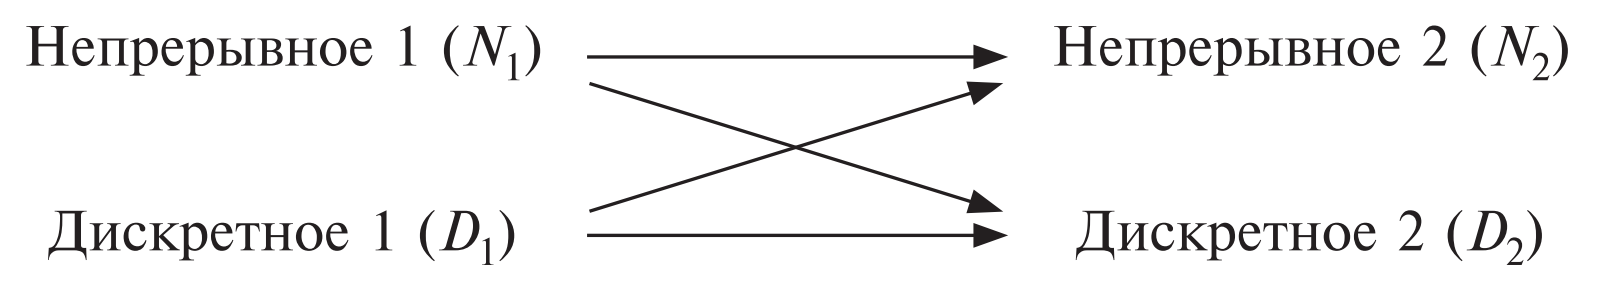 Непрерывное 1 (N₁) Непрерывное 2 (N₂)
Дискретное 1 (D₁) Дискретное 2 (D₂)